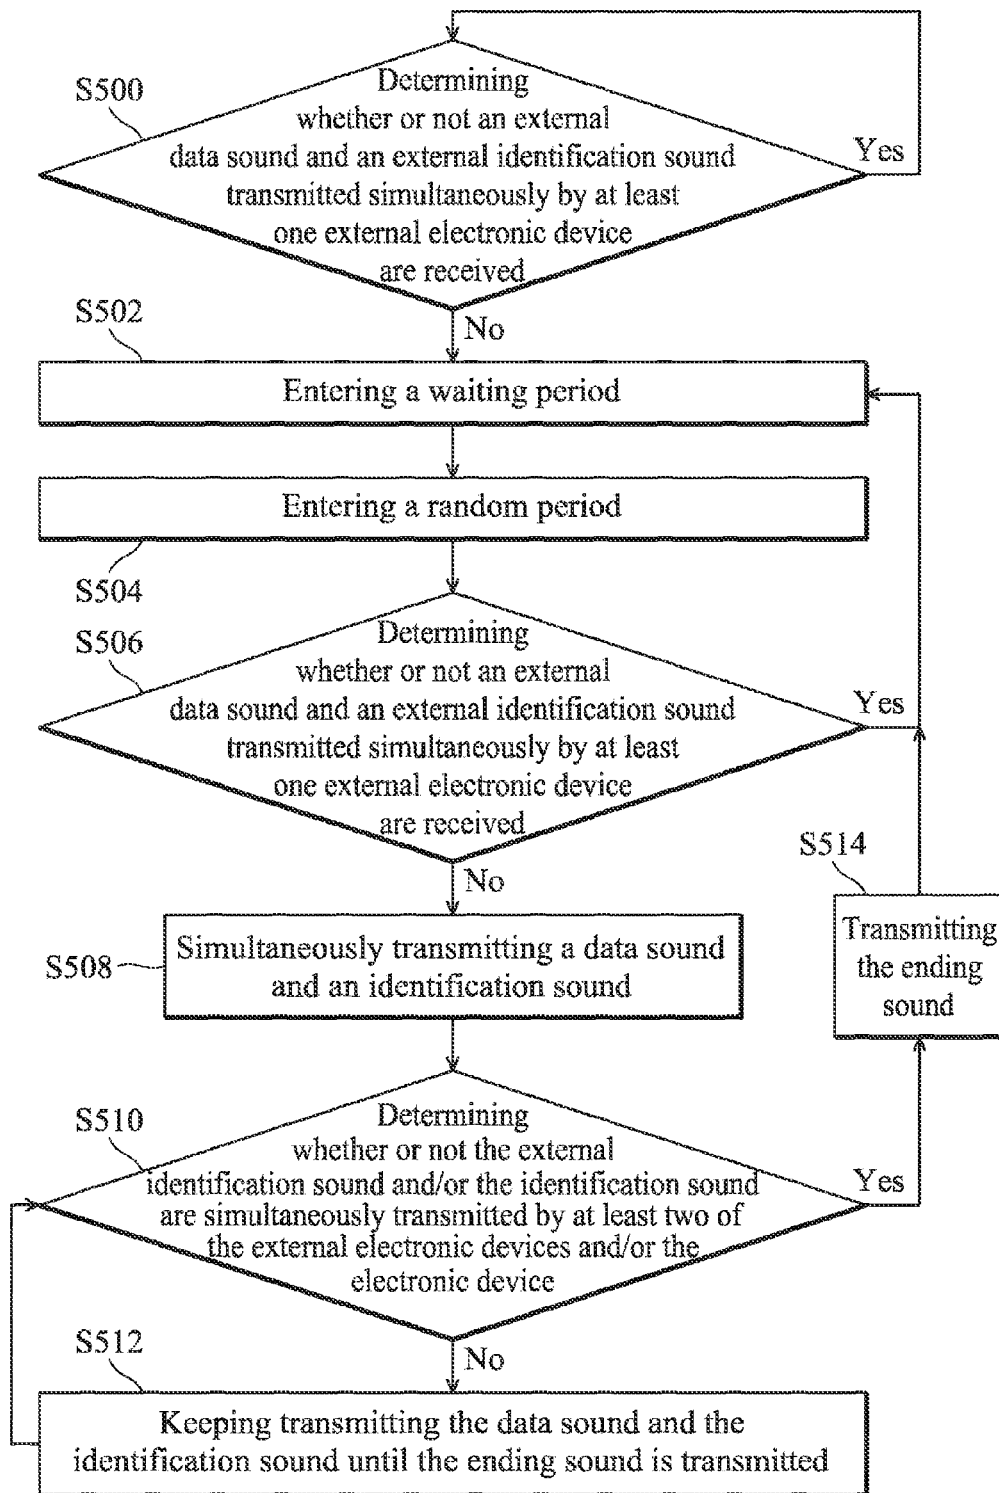 S500
Determining
whether or not an external
data sound and an external identification sound
transmitted simultaneously by at least
one external electronic device
are received
Yes
No
S502
Entering a waiting period
Entering a random period
S504
S506
Determining
whether or not an external
data sound and an external identification sound
transmitted simultaneously by at least
one external electronic device
are received
Yes
No
S508
Simultaneously transmitting a data sound
and an identification sound
S514
Transmitting
the ending
sound
S510
Determining
whether or not the external
identification sound and/or the identification sound
are simultaneously transmitted by at least two of
the external electronic devices and/or the
electronic device
Yes
No
S512
Keeping transmitting the data sound and the
identification sound until the ending sound is transmitted